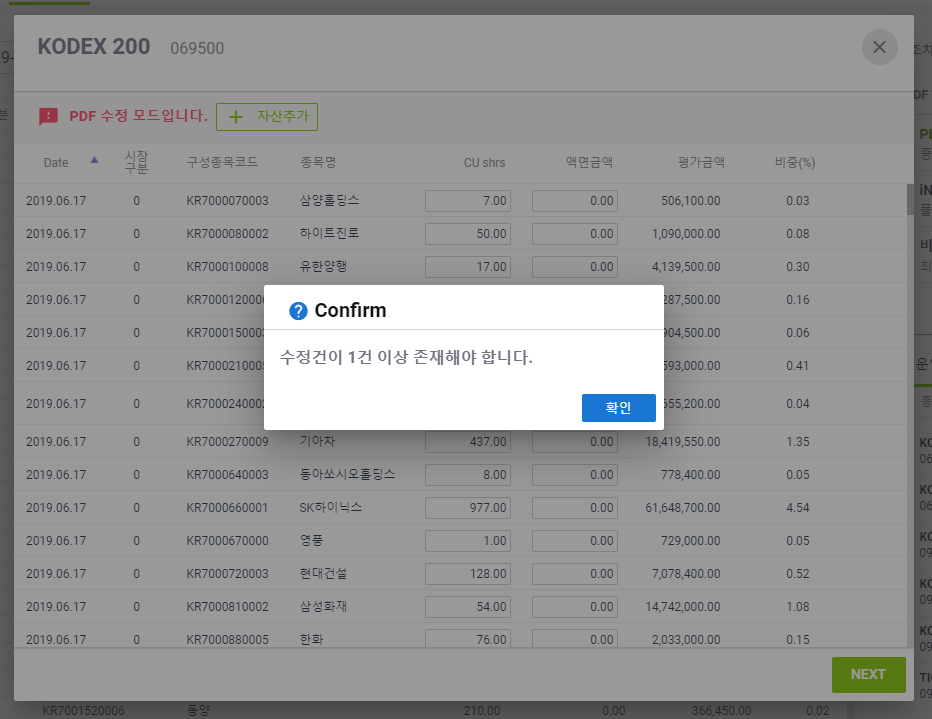 KODEX 200 069500
PDF 수정 모드입니다. + 자산추가
Date 시장구분 구성종목코드 종목명 CU shrs 액면금액 평가금액 비중(%)
2019.06.17 0 KR7000070003 삼양홀딩스 7.00 0.00 506,100.00 0.03
2019.06.17 0 KR7000080002 하이트진로 50.00 0.00 1,090,000.00 0.08
2019.06.17 0 KR7000100008 유한양행 17.00 0.00 4,139,500.00 0.30
2019.06.17 0 287,500.00 0.16
2019.06.17 0 904,500.00 0.06
2019.06.17 0 593,000.00 0.41
2019.06.17 0 655,200.00 0.04
Confirm
수정건이 1건 이상 존재해야 합니다.
확인
2019.06.17 0 KR7000270009 기아차 437.00 0.00 18,419,550.00 1.35
2019.06.17 0 KR7000640003 동아쏘시오홀딩스 8.00 0.00 778,400.00 0.05
2019.06.17 0 KR7000660001 SK하이닉스 977.00 0.00 61,648,700.00 4.54
2019.06.17 0 KR7000670000 영풍 1.00 0.00 729,000.00 0.05
2019.06.17 0 KR7000720003 현대건설 128.00 0.00 7,078,400.00 0.52
2019.06.17 0 KR7000810002 삼성화재 54.00 0.00 14,742,000.00 1.08
2019.06.17 0 KR7000880005 한화 76.00 0.00 2,033,000.00 0.15
NEXT
KR7001520006 동양 210.00 0.00 366,450.00 0.02